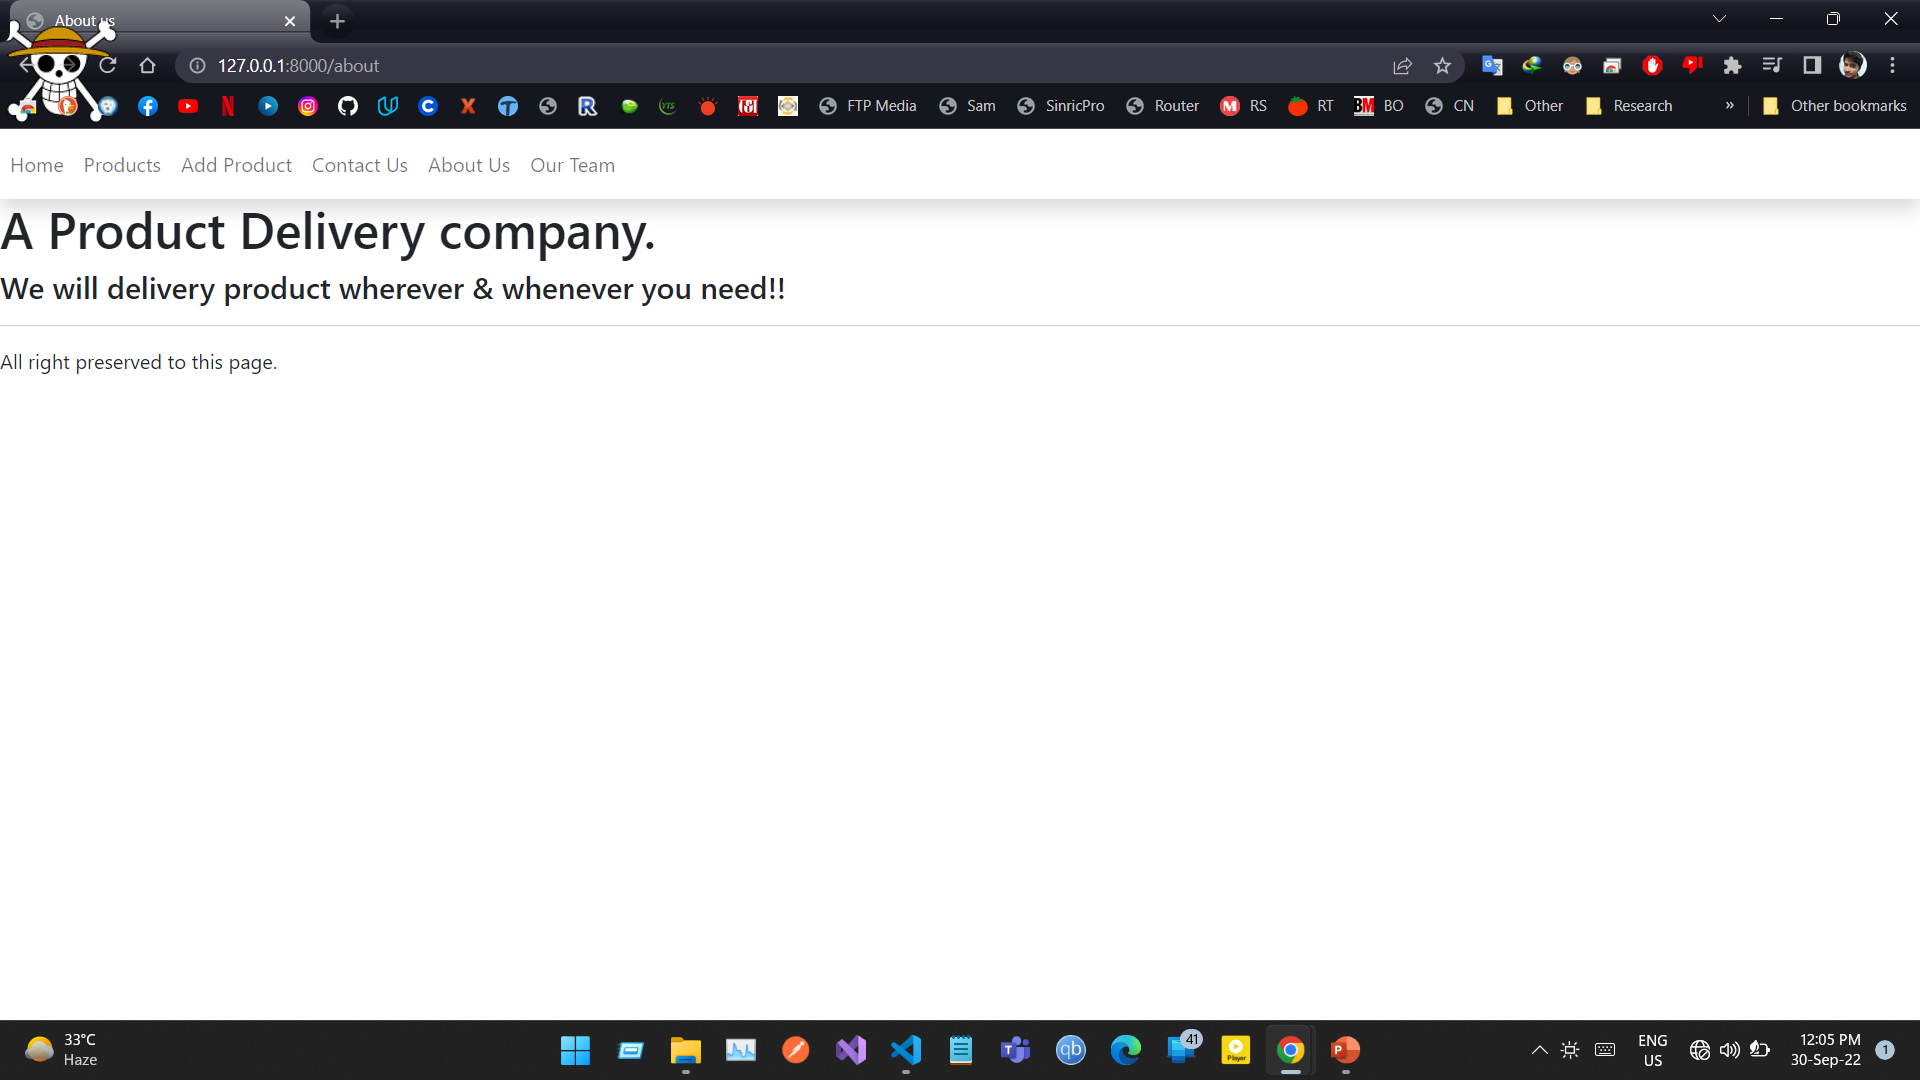 About us
127.0.0.1:8000/about
FTP Media Sam SinricPro Router RS RT BO CN Other Research » Other bookmarks
Home Products Add Product Contact Us About Us Our Team
A Product Delivery company.
We will delivery product wherever & whenever you need!!
All right preserved to this page.
33°C
Haze
41
Player
ENG
US
12:05 PM
30-Sep-22
1